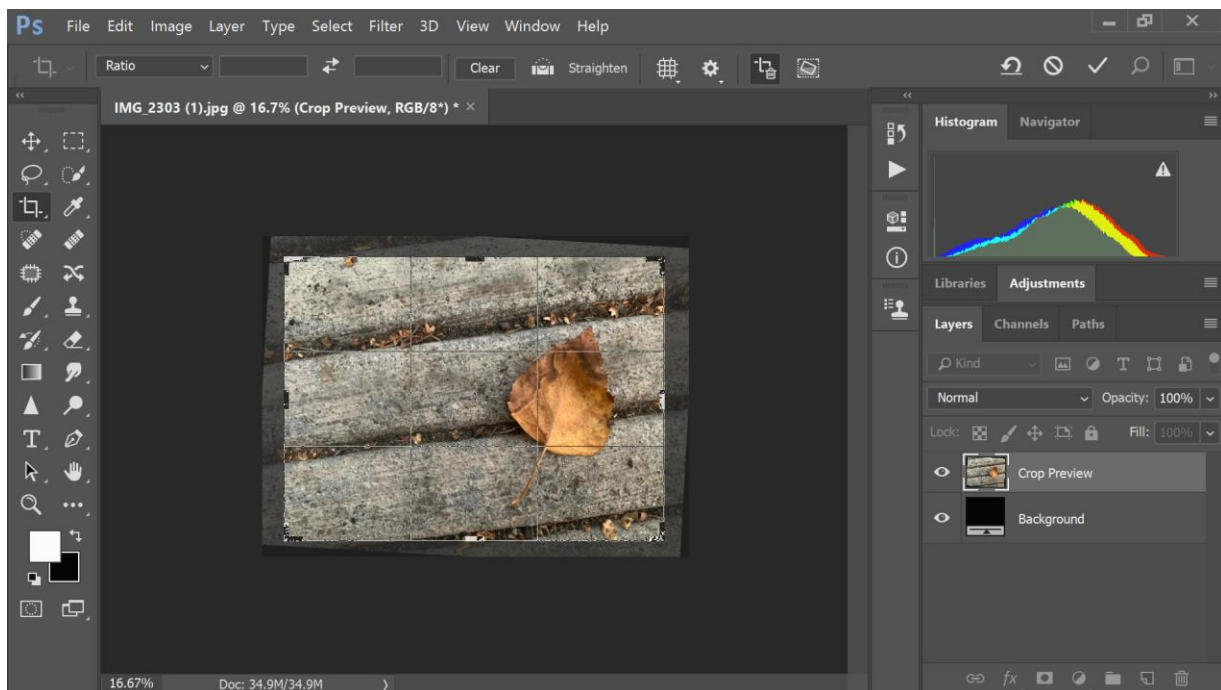 Ps File Edit Image Layer Type Select Filter 3D View Window Help
Ratio Clear Straighten
IMG_2303 (1).jpg @ 16.7% (Crop Preview, RGB/8*) * ×
Histogram Navigator
Libraries Adjustments
Layers Channels Paths
Kind T
Normal Opacity: 100%
Lock: Fill: 100%
Crop Preview
Background
T
fx
16.67% Doc: 34.9M/34.9M